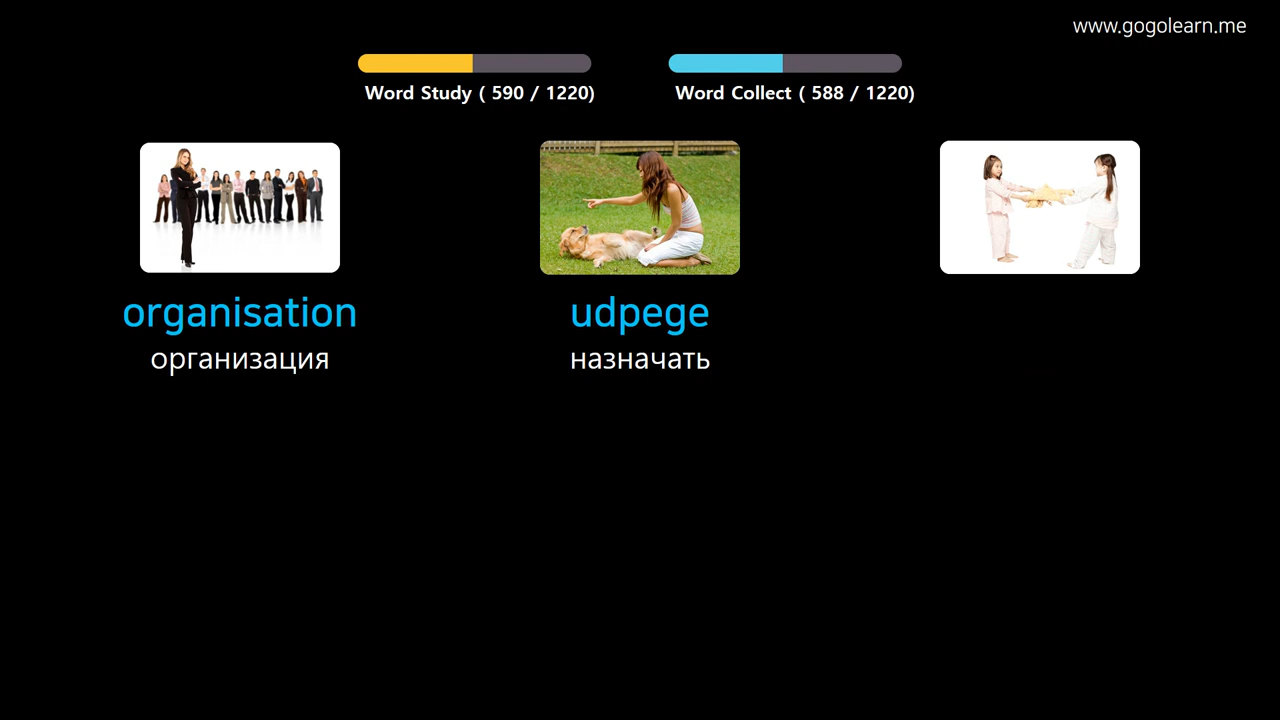 www.gogolearn.me
Word Study ( 590 / 1220)
Word Collect ( 588 / 1220)
organisation
udpege
организация
назначать